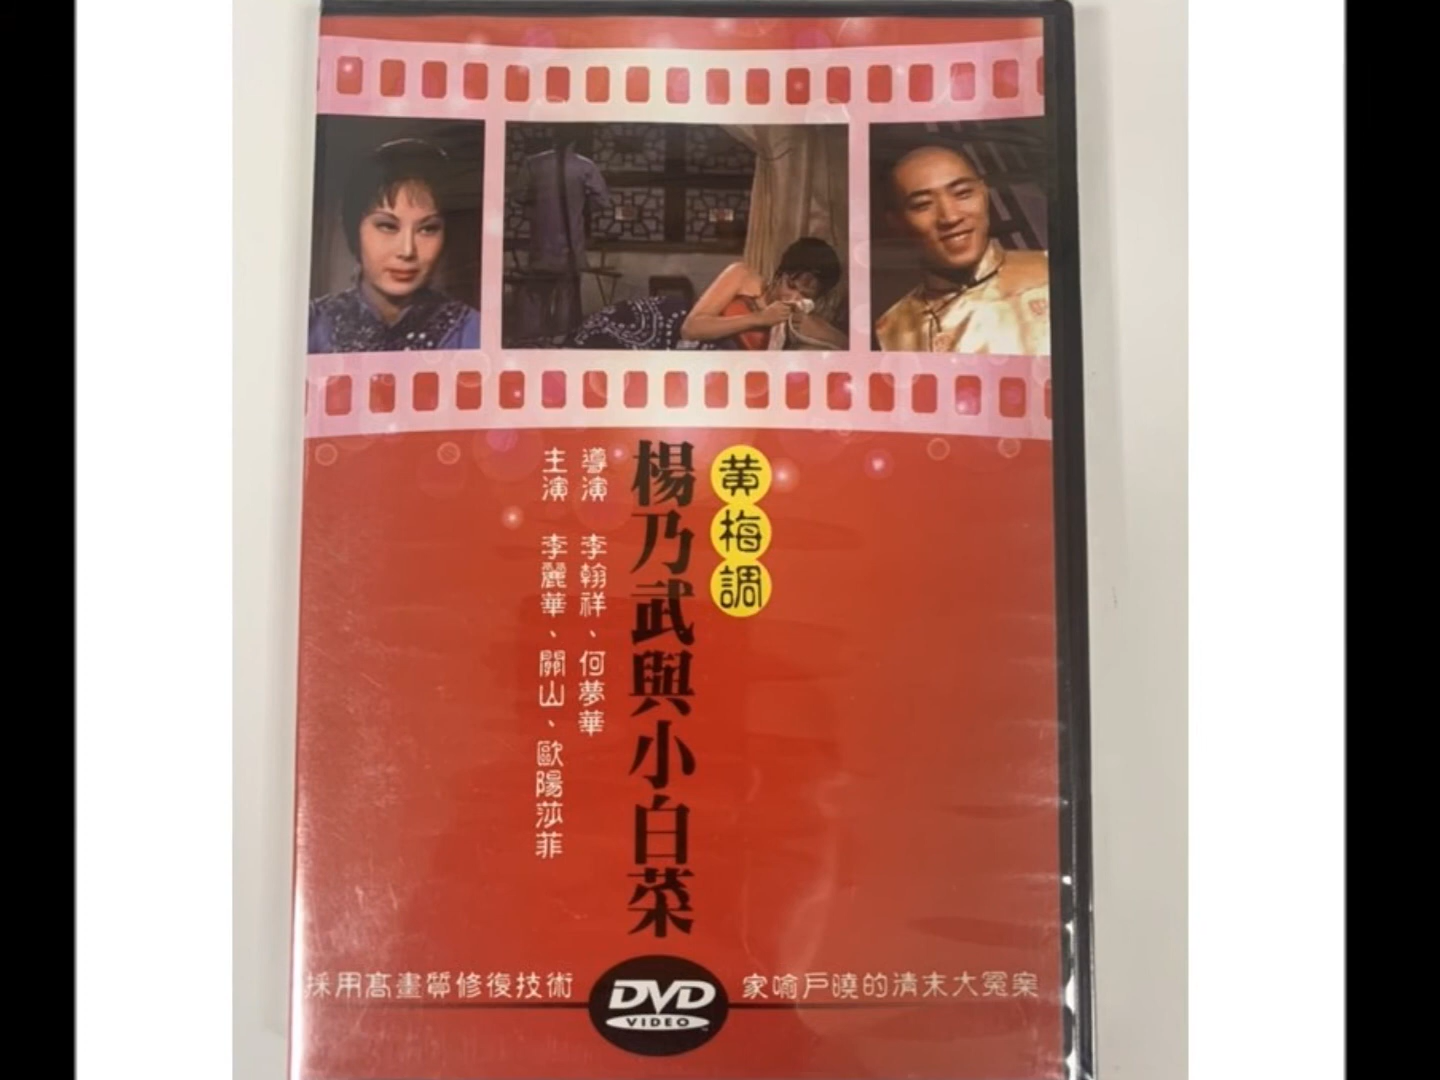 黄梅調
楊乃武與小白菜
導演 李翰祥、何夢華
主演 李麗華、關山、歐陽莎菲
採用高畫質修復技術
DVD
VIDEO
家喻戶曉的清末大冤案